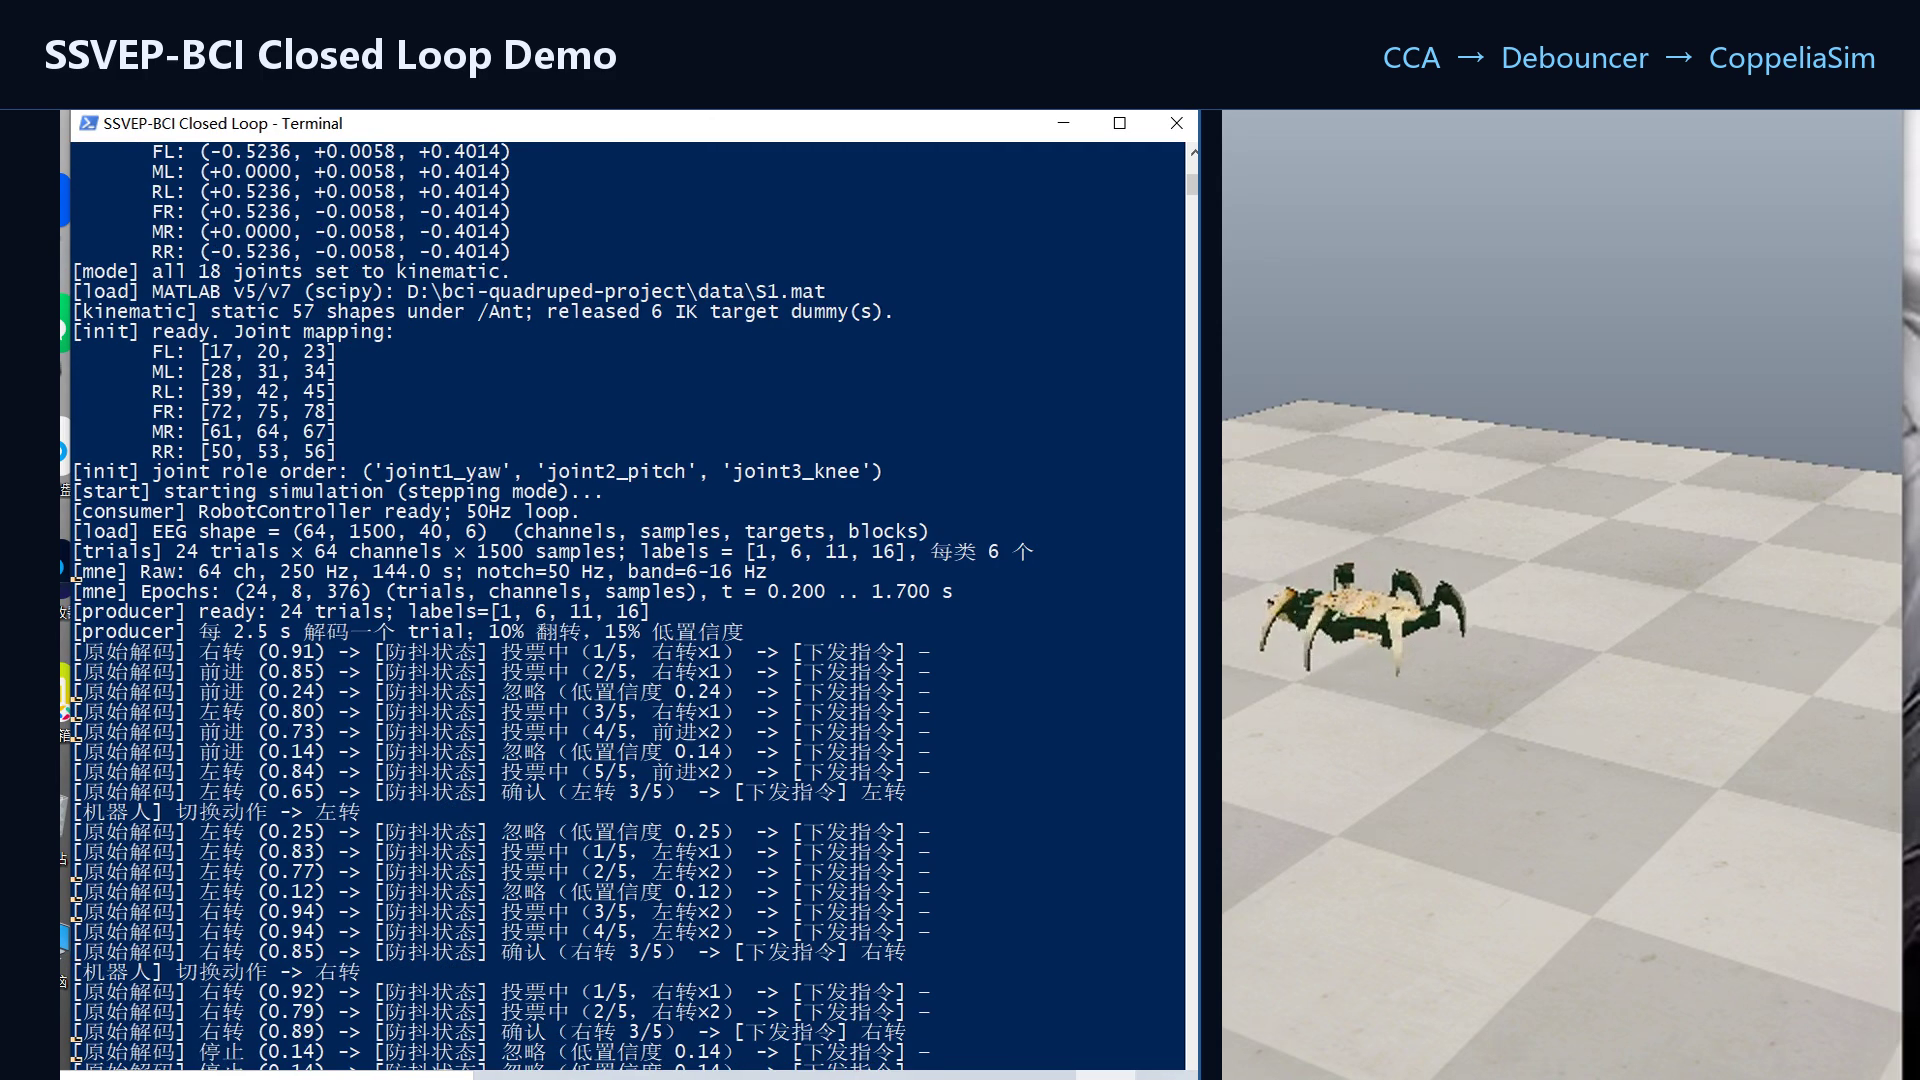 SSVEP-BCI Closed Loop Demo
CCA → Debouncer → CoppeliaSim
SSVEP-BCI Closed Loop - Terminal
FL: (-0.5236, +0.0058, +0.4014)
ML: (+0.0000, +0.0058, +0.4014)
RL: (+0.5236, +0.0058, +0.4014)
FR: (+0.5236, -0.0058, -0.4014)
MR: (+0.0000, -0.0058, -0.4014)
RR: (-0.5236, -0.0058, -0.4014)
[mode] all 18 joints set to kinematic.
[load] MATLAB v5/v7 (scipy): D:\bci-quadruped-project\data\S1.mat
[kinematic] static 57 shapes under /Ant; released 6 IK target dummy(s).
[init] ready. Joint mapping:
FL: [17, 20, 23]
ML: [28, 31, 34]
RL: [39, 42, 45]
FR: [72, 75, 78]
MR: [61, 64, 67]
RR: [50, 53, 56]
[init] joint role order: ('joint1_yaw', 'joint2_pitch', 'joint3_knee')
[start] starting simulation (stepping mode)...
[consumer] RobotController ready; 50Hz loop.
[load] EEG shape = (64, 1500, 40, 6)  (channels, samples, targets, blocks)
[trials] 24 trials × 64 channels × 1500 samples; labels = [1, 6, 11, 16], 每类 6 个
[mne] Raw: 64 ch, 250 Hz, 144.0 s; notch=50 Hz, band=6-16 Hz
[mne] Epochs: (24, 8, 376) (trials, channels, samples), t = 0.200 .. 1.700 s
[producer] ready: 24 trials; labels=[1, 6, 11, 16]
[producer] 每 2.5 s 解码一个 trial；10% 翻转，15% 低置信度
[原始解码] 右转 (0.91) -> [防抖状态] 投票中（1/5，右转x1） -> [下发指令] —
[原始解码] 前进 (0.85) -> [防抖状态] 投票中（2/5，右转x1） -> [下发指令] —
[原始解码] 前进 (0.24) -> [防抖状态] 忽略（低置信度 0.24） -> [下发指令] —
[原始解码] 左转 (0.80) -> [防抖状态] 投票中（3/5，右转x1） -> [下发指令] —
[原始解码] 前进 (0.73) -> [防抖状态] 投票中（4/5，前进x2） -> [下发指令] —
[原始解码] 前进 (0.14) -> [防抖状态] 忽略（低置信度 0.14） -> [下发指令] —
[原始解码] 左转 (0.84) -> [防抖状态] 投票中（5/5，前进x2） -> [下发指令] —
[原始解码] 左转 (0.65) -> [防抖状态] 确认（左转 3/5） -> [下发指令] 左转
[机器人] 切换动作 -> 左转
[原始解码] 左转 (0.25) -> [防抖状态] 忽略（低置信度 0.25） -> [下发指令] —
[原始解码] 左转 (0.83) -> [防抖状态] 投票中（1/5，左转x1） -> [下发指令] —
[原始解码] 左转 (0.77) -> [防抖状态] 投票中（2/5，左转x2） -> [下发指令] —
[原始解码] 左转 (0.12) -> [防抖状态] 忽略（低置信度 0.12） -> [下发指令] —
[原始解码] 右转 (0.94) -> [防抖状态] 投票中（3/5，左转x2） -> [下发指令] —
[原始解码] 右转 (0.94) -> [防抖状态] 投票中（4/5，左转x2） -> [下发指令] —
[原始解码] 右转 (0.85) -> [防抖状态] 确认（右转 3/5） -> [下发指令] 右转
[机器人] 切换动作 -> 右转
[原始解码] 右转 (0.92) -> [防抖状态] 投票中（1/5，右转x1） -> [下发指令] —
[原始解码] 右转 (0.79) -> [防抖状态] 投票中（2/5，右转x2） -> [下发指令] —
[原始解码] 右转 (0.89) -> [防抖状态] 确认（右转 3/5） -> [下发指令] 右转
[原始解码] 停止 (0.14) -> [防抖状态] 忽略（低置信度 0.14） -> [下发指令] —